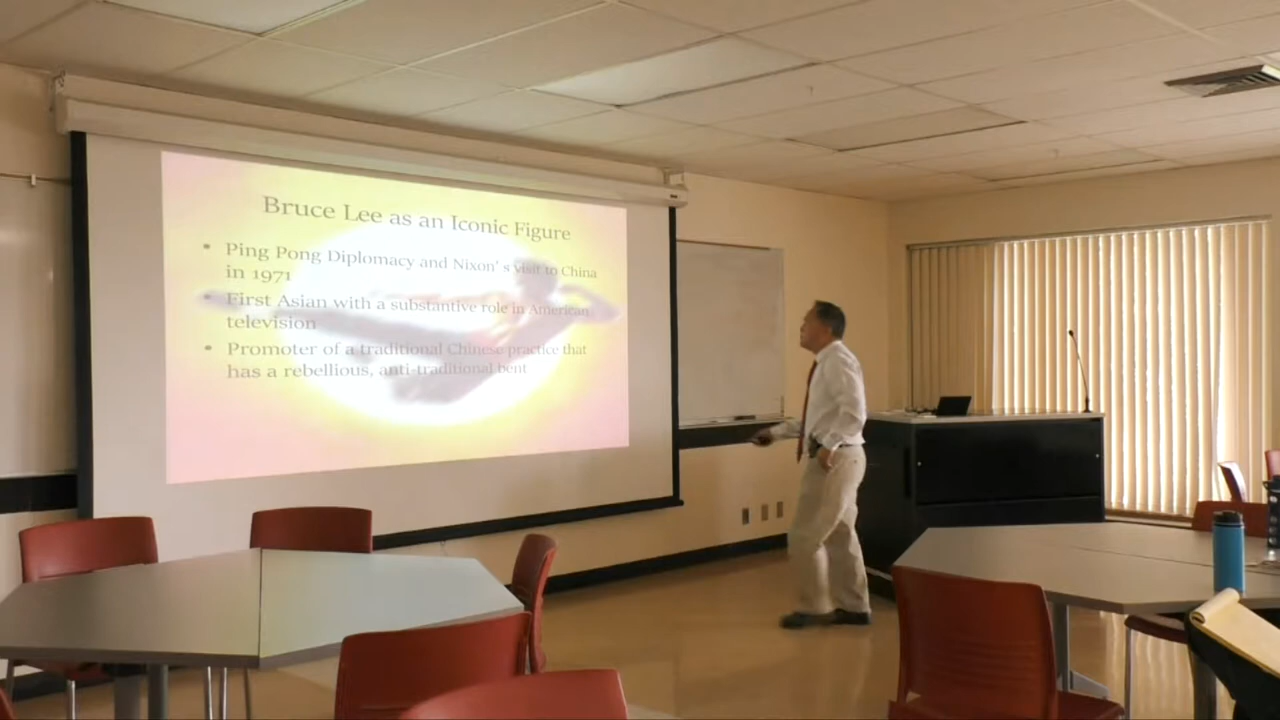 Bruce Lee as an Iconic Figure
• Ping Pong Diplomacy and Nixon's visit to China
in 1971
• First Asian with a substantive role in American
television
• Promoter of a traditional Chinese practice that
has a rebellious, anti-traditional bent